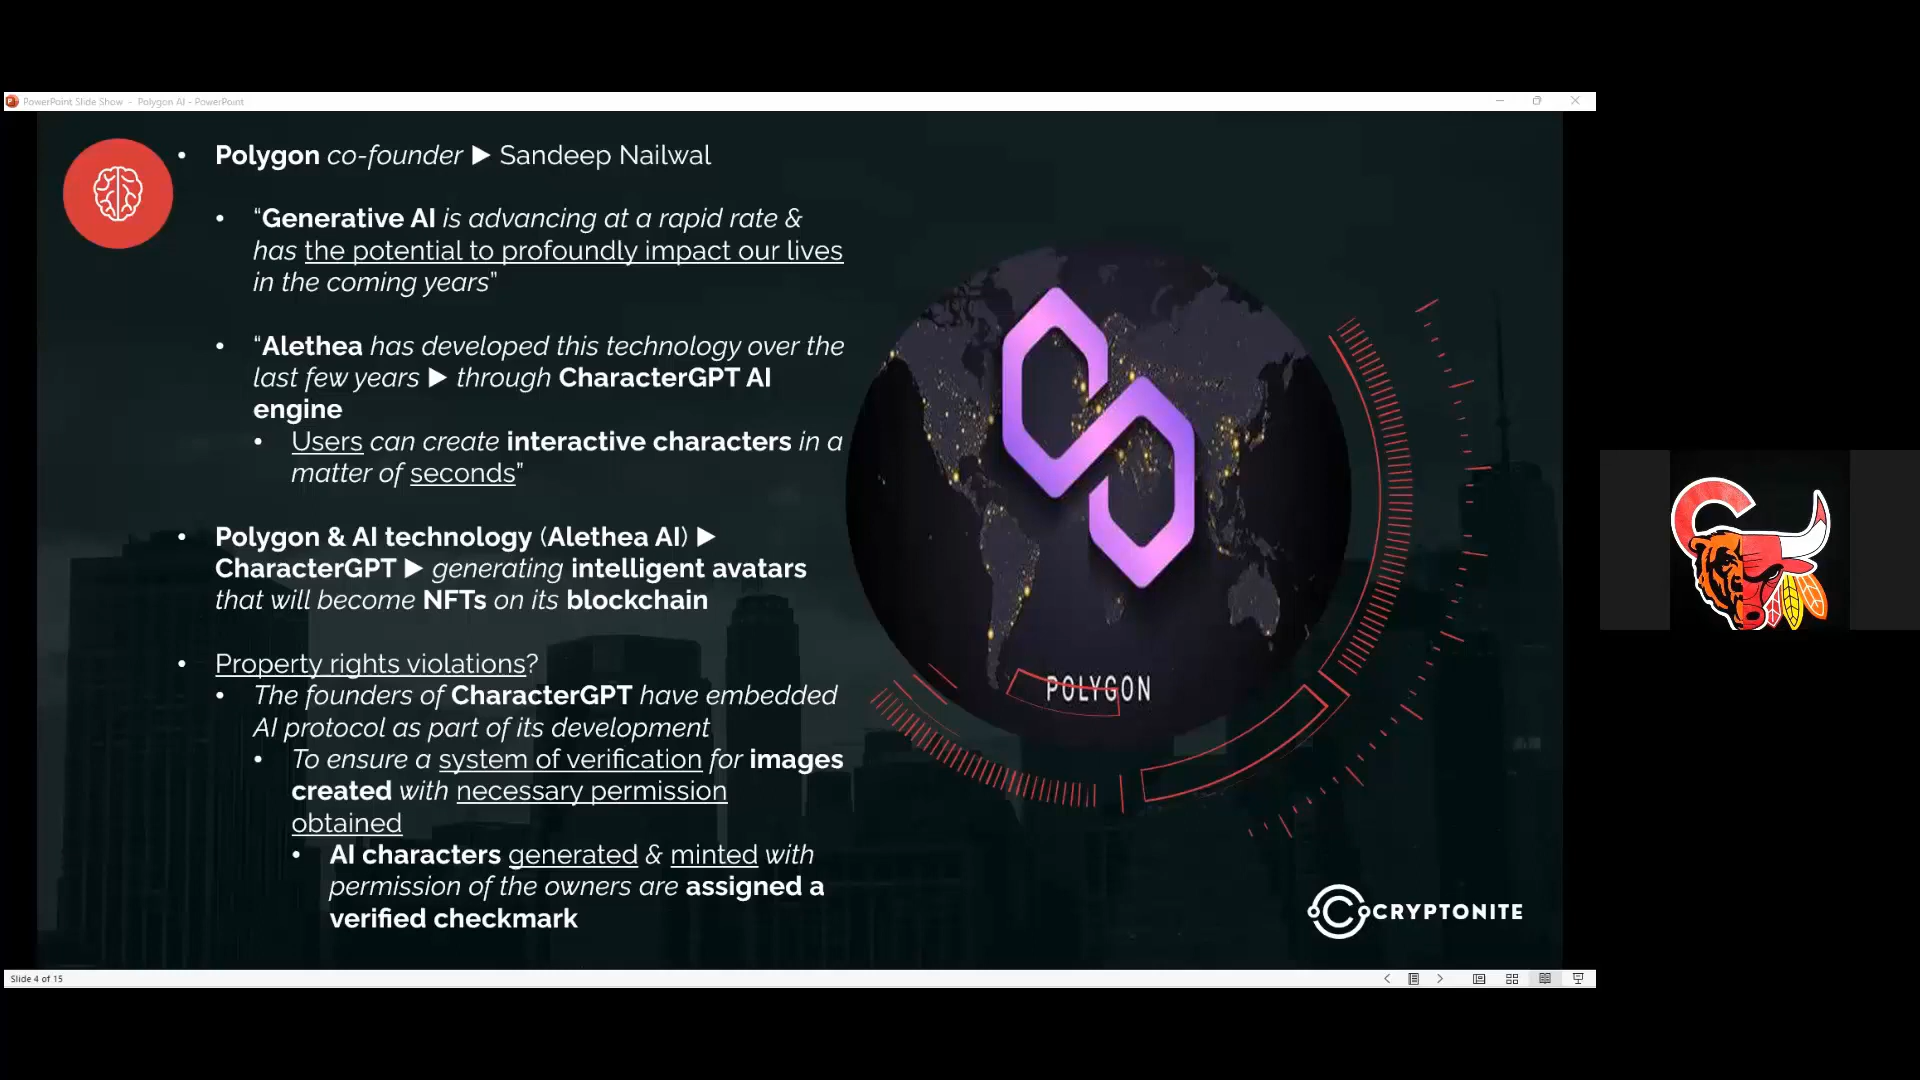 PowerPoint Slide Show - Polygon AI - PowerPoint
• Polygon co-founder ► Sandeep Nailwal
• “Generative AI is advancing at a rapid rate &
has the potential to profoundly impact our lives
in the coming years”
• “Alethea has developed this technology over the
last few years ► through CharacterGPT AI
engine
• Users can create interactive characters in a
matter of seconds”
• Polygon & AI technology (Alethea AI) ►
CharacterGPT ► generating intelligent avatars
that will become NFTs on its blockchain
• Property rights violations?
• The founders of CharacterGPT have embedded
AI protocol as part of its development
• To ensure a system of verification for images
created with necessary permission
obtained
• AI characters generated & minted with
permission of the owners are assigned a
verified checkmark
POLYGON
CRYPTONITE
Slide 4 of 15